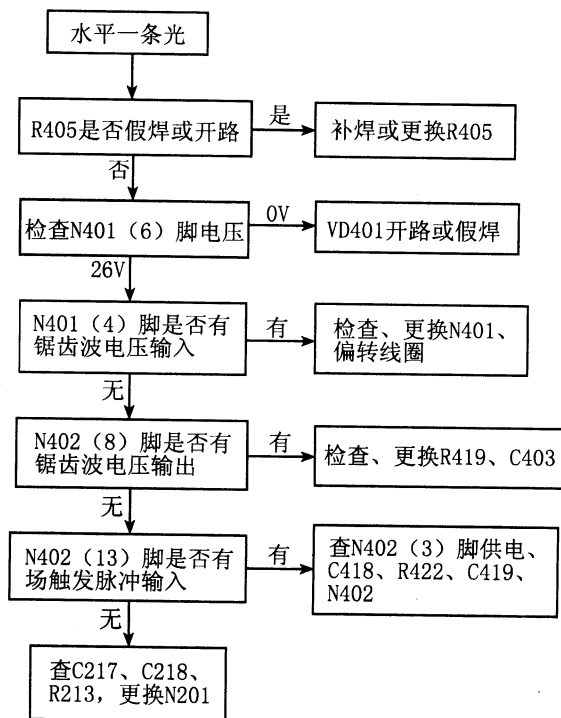 水平一条光
R405是否假焊或开路
是
补焊或更换R405
否
检查N401（6）脚电压
0V
VD401开路或假焊
26V
N401（4）脚是否有
锯齿波电压输入
有
检查、更换N401、
偏转线圈
无
N402（8）脚是否有
锯齿波电压输出
有
检查、更换R419、C403
无
N402（13）脚是否有
场触发脉冲输入
有
查N402（3）脚供电、
C418、R422、C419、
N402
无
查C217、C218、
R213，更换N201